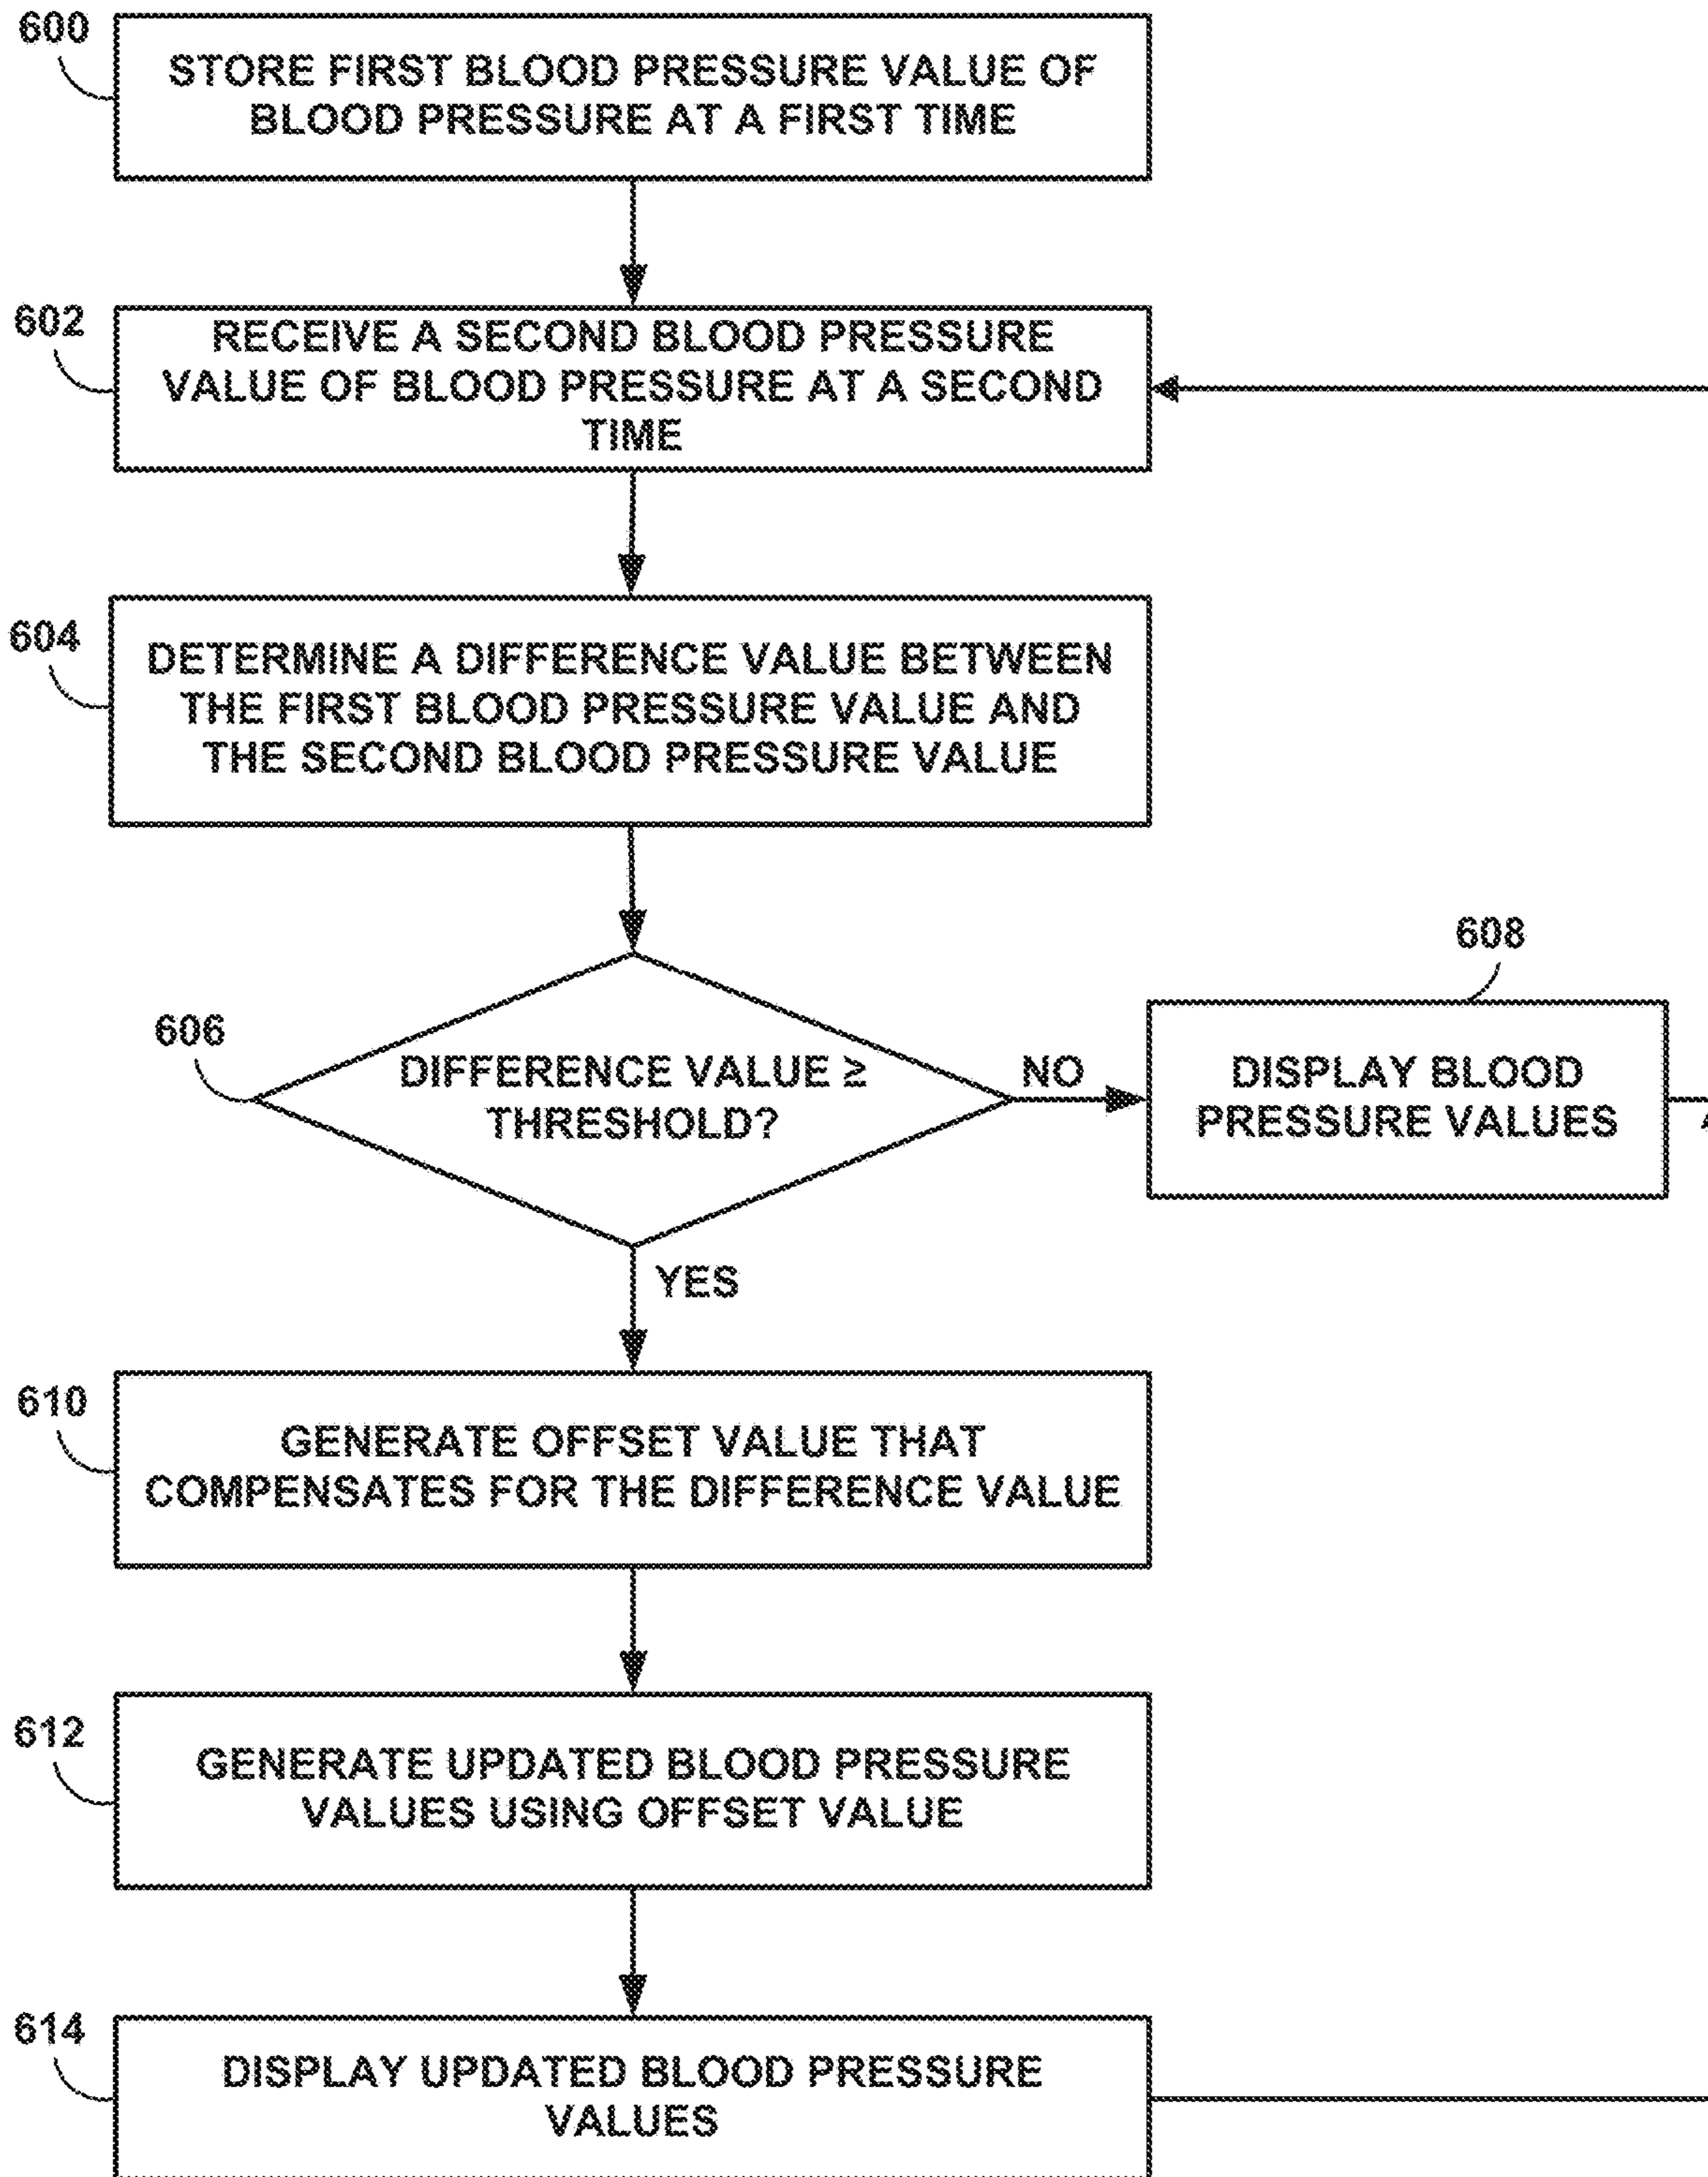 600
STORE FIRST BLOOD PRESSURE VALUE OF
BLOOD PRESSURE AT A FIRST TIME
602
RECEIVE A SECOND BLOOD PRESSURE
VALUE OF BLOOD PRESSURE AT A SECOND
TIME
604
DETERMINE A DIFFERENCE VALUE BETWEEN
THE FIRST BLOOD PRESSURE VALUE AND
THE SECOND BLOOD PRESSURE VALUE
606
DIFFERENCE VALUE ≥
THRESHOLD?
NO
608
DISPLAY BLOOD
PRESSURE VALUES
YES
610
GENERATE OFFSET VALUE THAT
COMPENSATES FOR THE DIFFERENCE VALUE
612
GENERATE UPDATED BLOOD PRESSURE
VALUES USING OFFSET VALUE
614
DISPLAY UPDATED BLOOD PRESSURE
VALUES